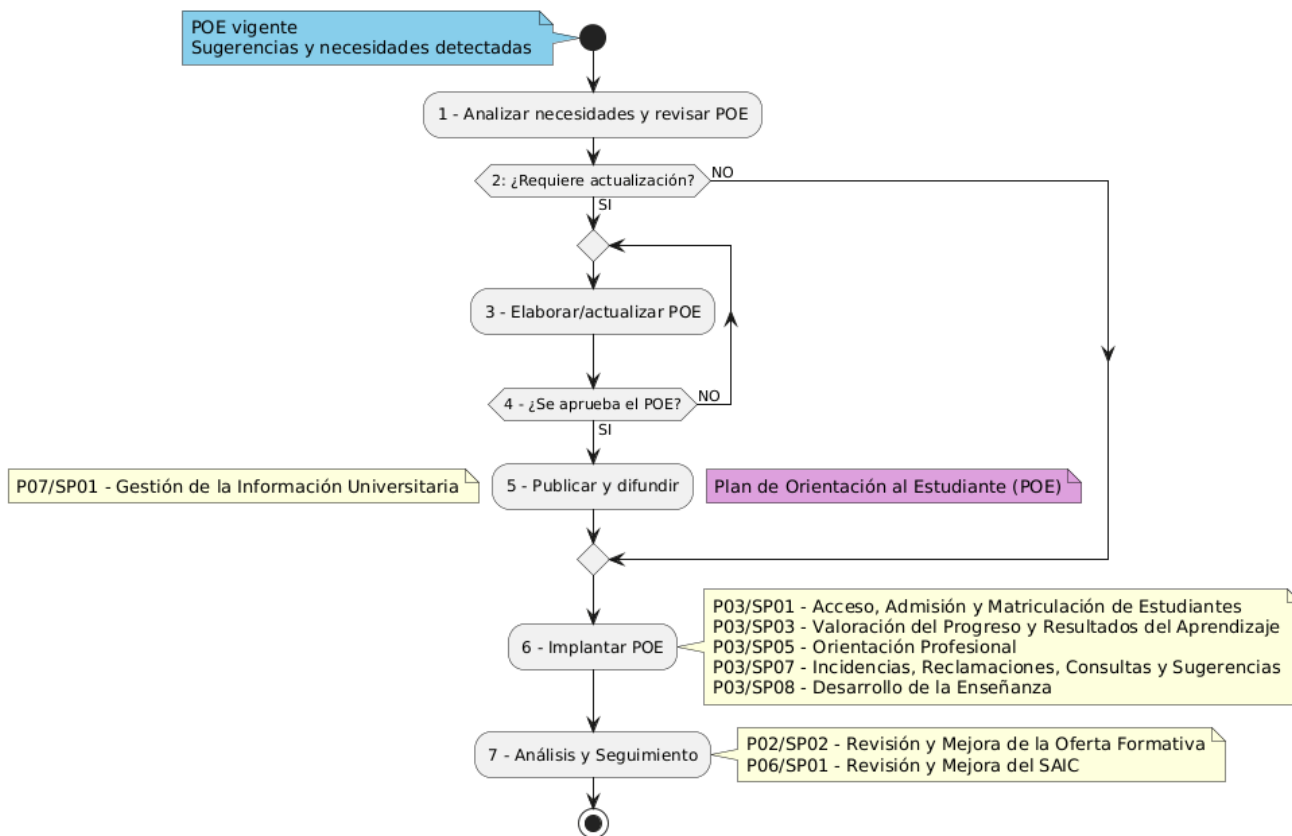 POE vigente
Sugerencias y necesidades detectadas
1 - Analizar necesidades y revisar POE
2: ¿Requiere actualización?
NO
SI
3 - Elaborar/actualizar POE
4 - ¿Se aprueba el POE?
NO
SI
P07/SP01 - Gestión de la Información Universitaria
5 - Publicar y difundir
Plan de Orientación al Estudiante (POE)
6 - Implantar POE
P03/SP01 - Acceso, Admisión y Matriculación de Estudiantes
P03/SP03 - Valoración del Progreso y Resultados del Aprendizaje
P03/SP05 - Orientación Profesional
P03/SP07 - Incidencias, Reclamaciones, Consultas y Sugerencias
P03/SP08 - Desarrollo de la Enseñanza
7 - Análisis y Seguimiento
P02/SP02 - Revisión y Mejora de la Oferta Formativa
P06/SP01 - Revisión y Mejora del SAIC